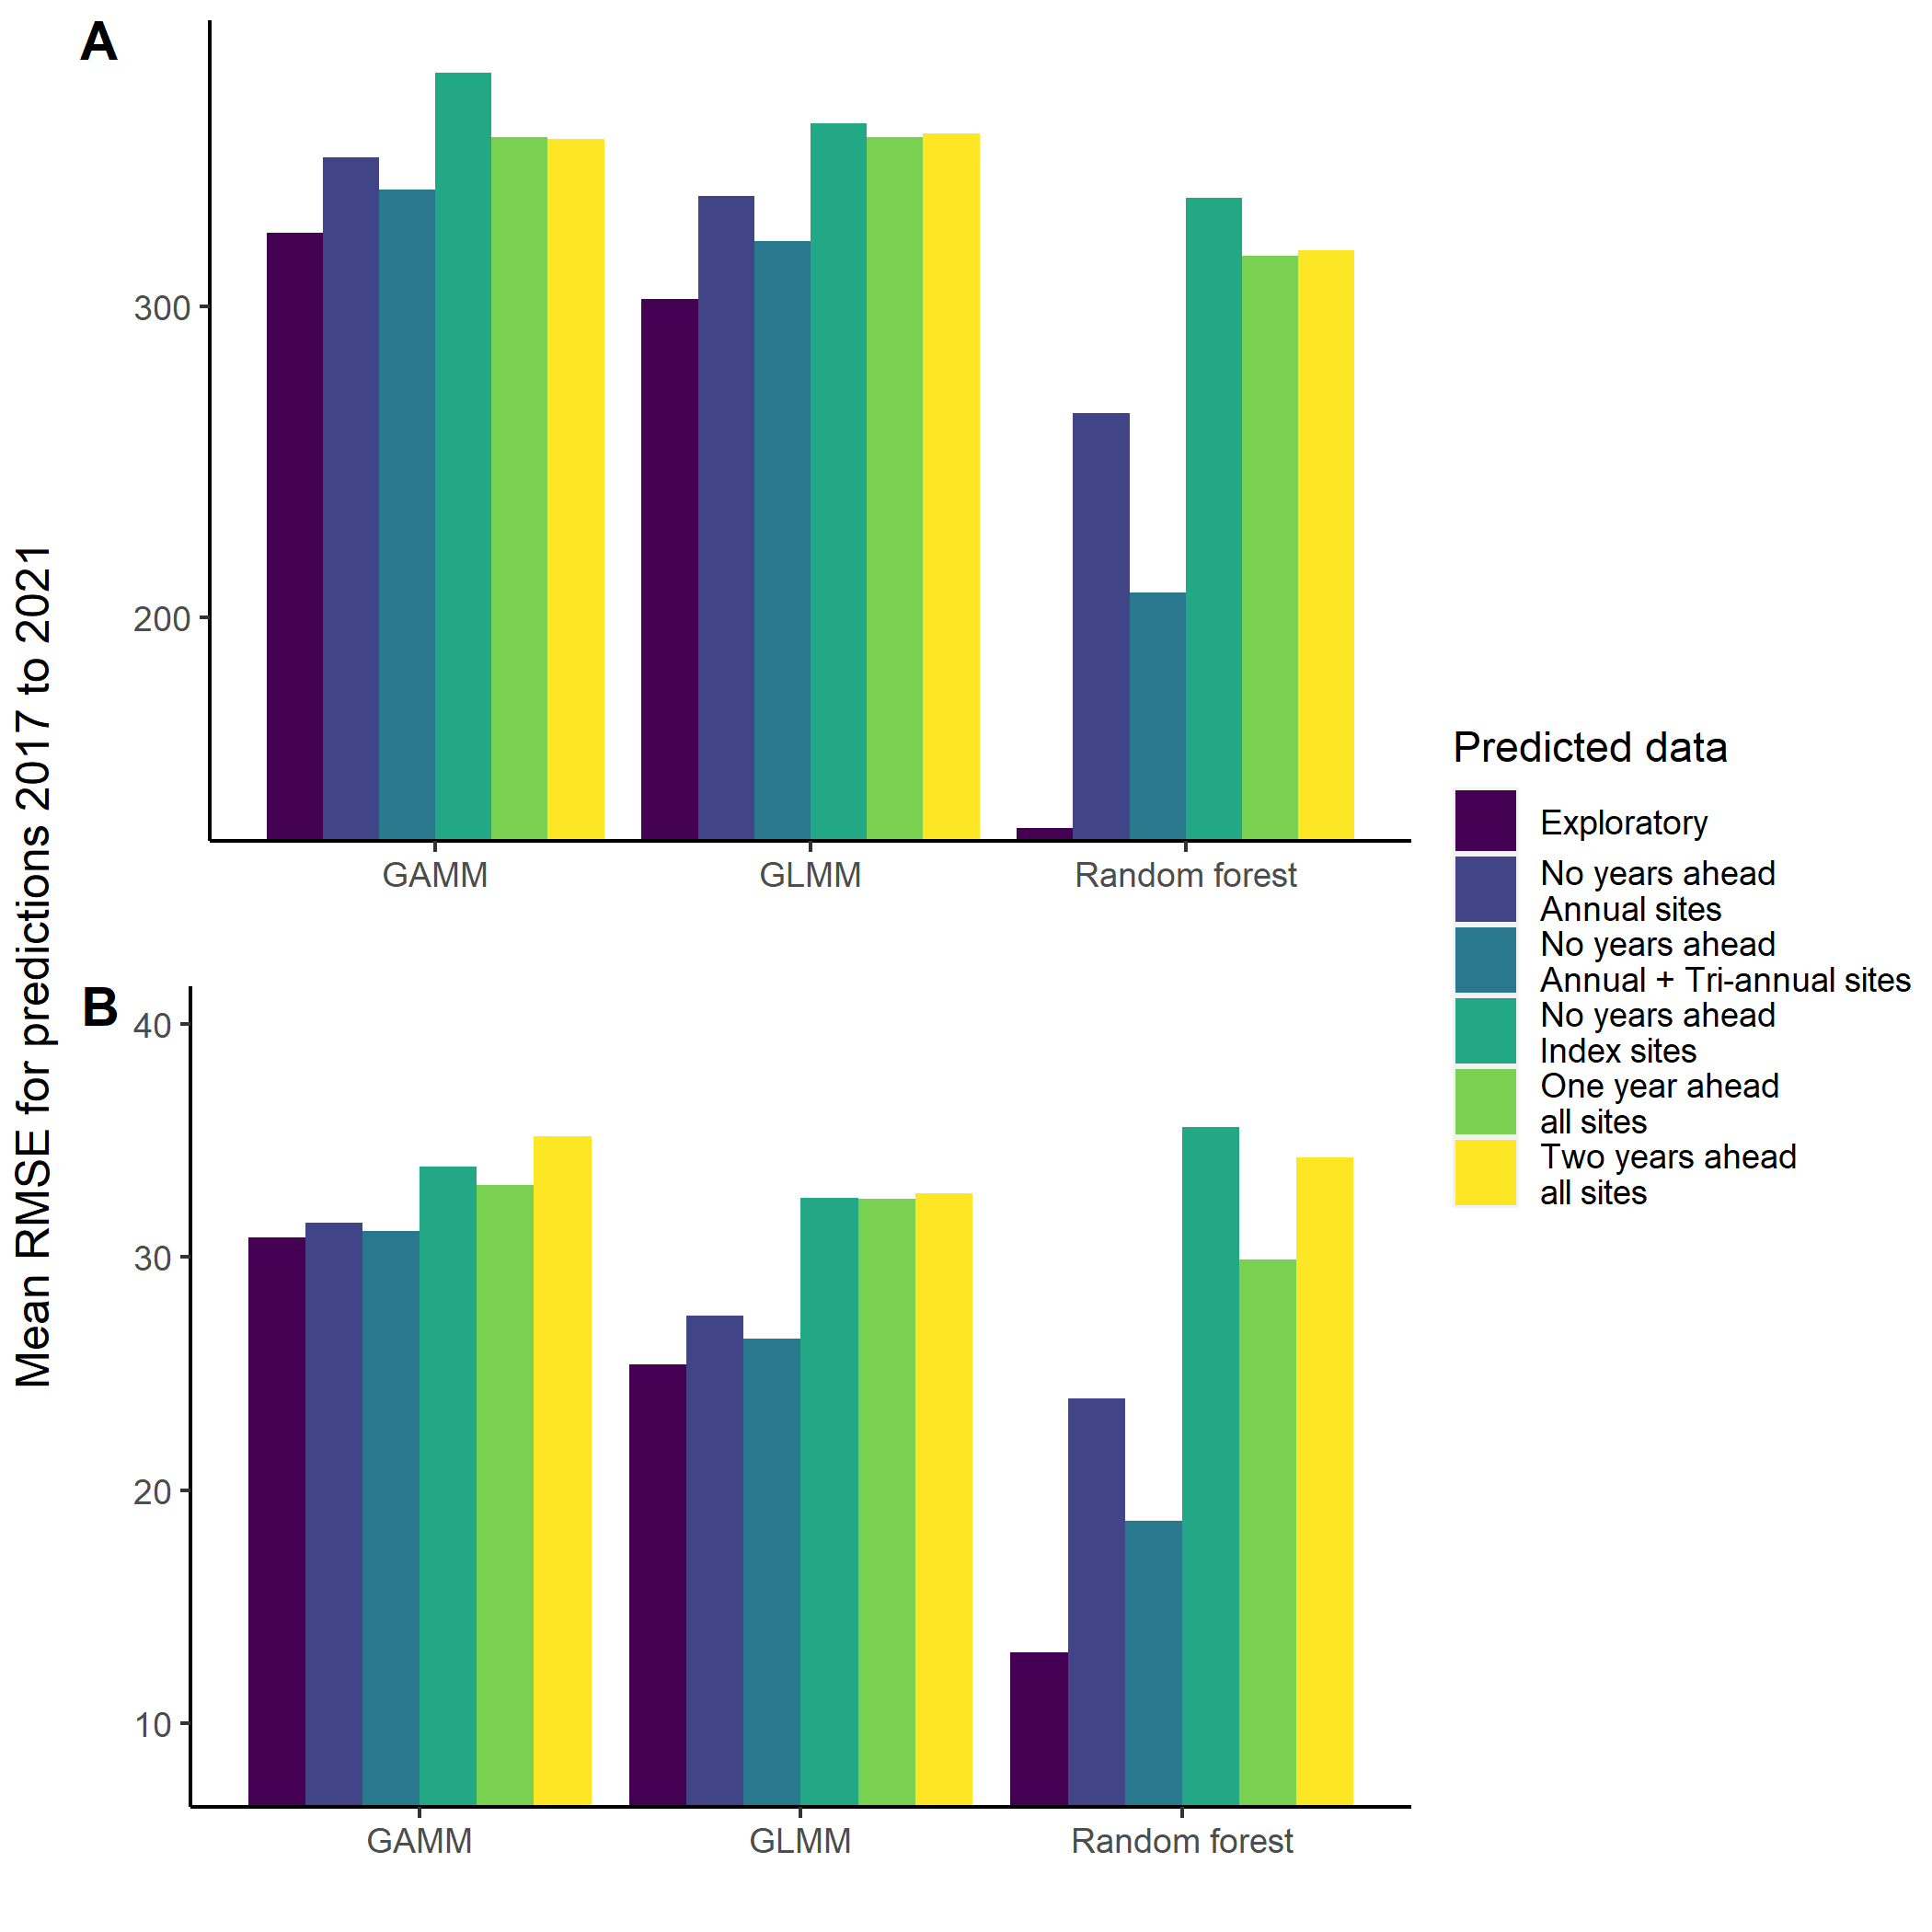 A
Mean RMSE for predictions 2017 to 2021
300
200
GAMM
GLMM
Random forest
B
40
30
20
10
GAMM
GLMM
Random forest
Predicted data
Exploratory
No years ahead
Annual sites
No years ahead
Annual + Tri-annual sites
No years ahead
Index sites
One year ahead
all sites
Two years ahead
all sites